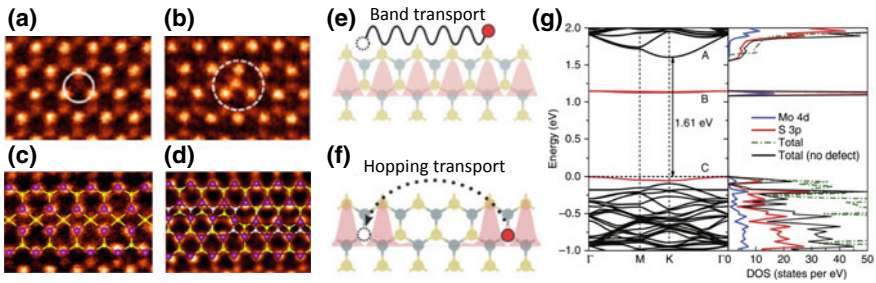 (a)
(b)
(c)
(d)
(e)
Band transport
(f)
Hopping transport
(g)
Energy (eV)
2.0
1.5
1.0
0.5
0.0
−0.5
−1.0
A
B
C
1.61 eV
Γ
M
K
Γ0
10
20
30
40
50
DOS (states per eV)
Mo 4d
S 3p
Total
Total (no defect)